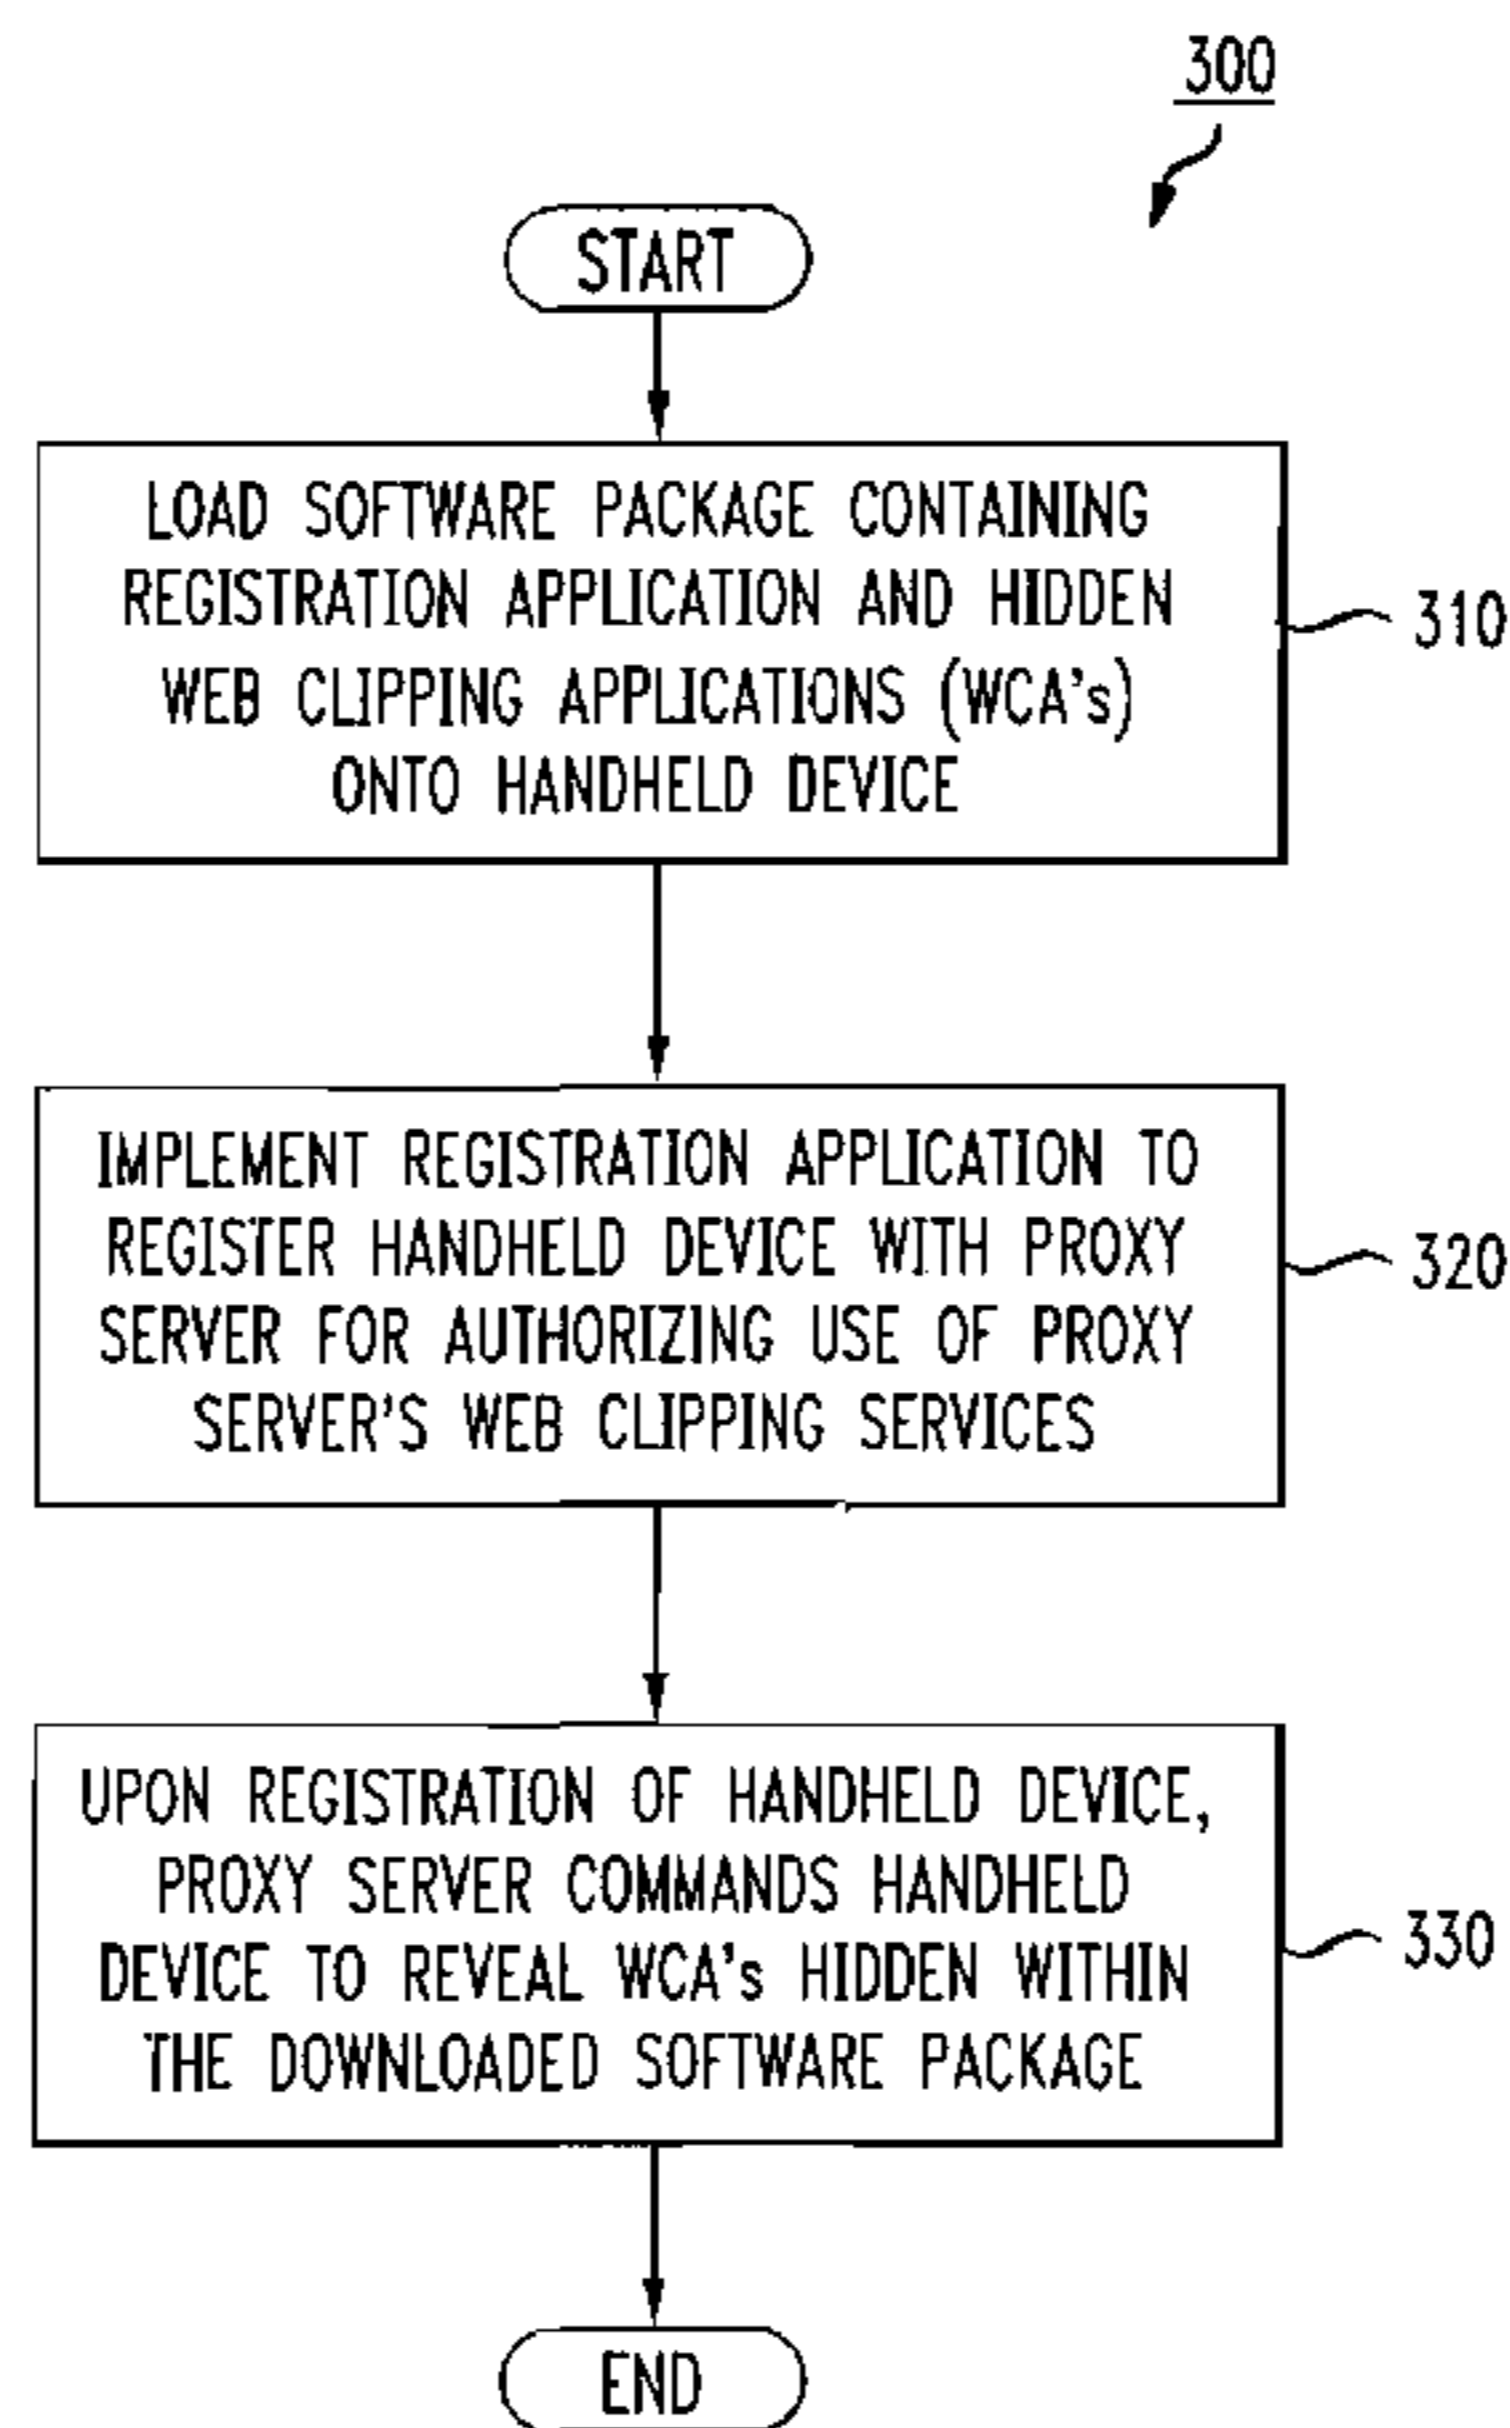 300
START
LOAD SOFTWARE PACKAGE CONTAINING
REGISTRATION APPLICATION AND HIDDEN
WEB CLIPPING APPLICATIONS (WCA's)
ONTO HANDHELD DEVICE
310
IMPLEMENT REGISTRATION APPLICATION TO
REGISTER HANDHELD DEVICE WITH PROXY
SERVER FOR AUTHORIZING USE OF PROXY
SERVER'S WEB CLIPPING SERVICES
320
UPON REGISTRATION OF HANDHELD DEVICE,
PROXY SERVER COMMANDS HANDHELD
DEVICE TO REVEAL WCA's HIDDEN WITHIN
THE DOWNLOADED SOFTWARE PACKAGE
330
END